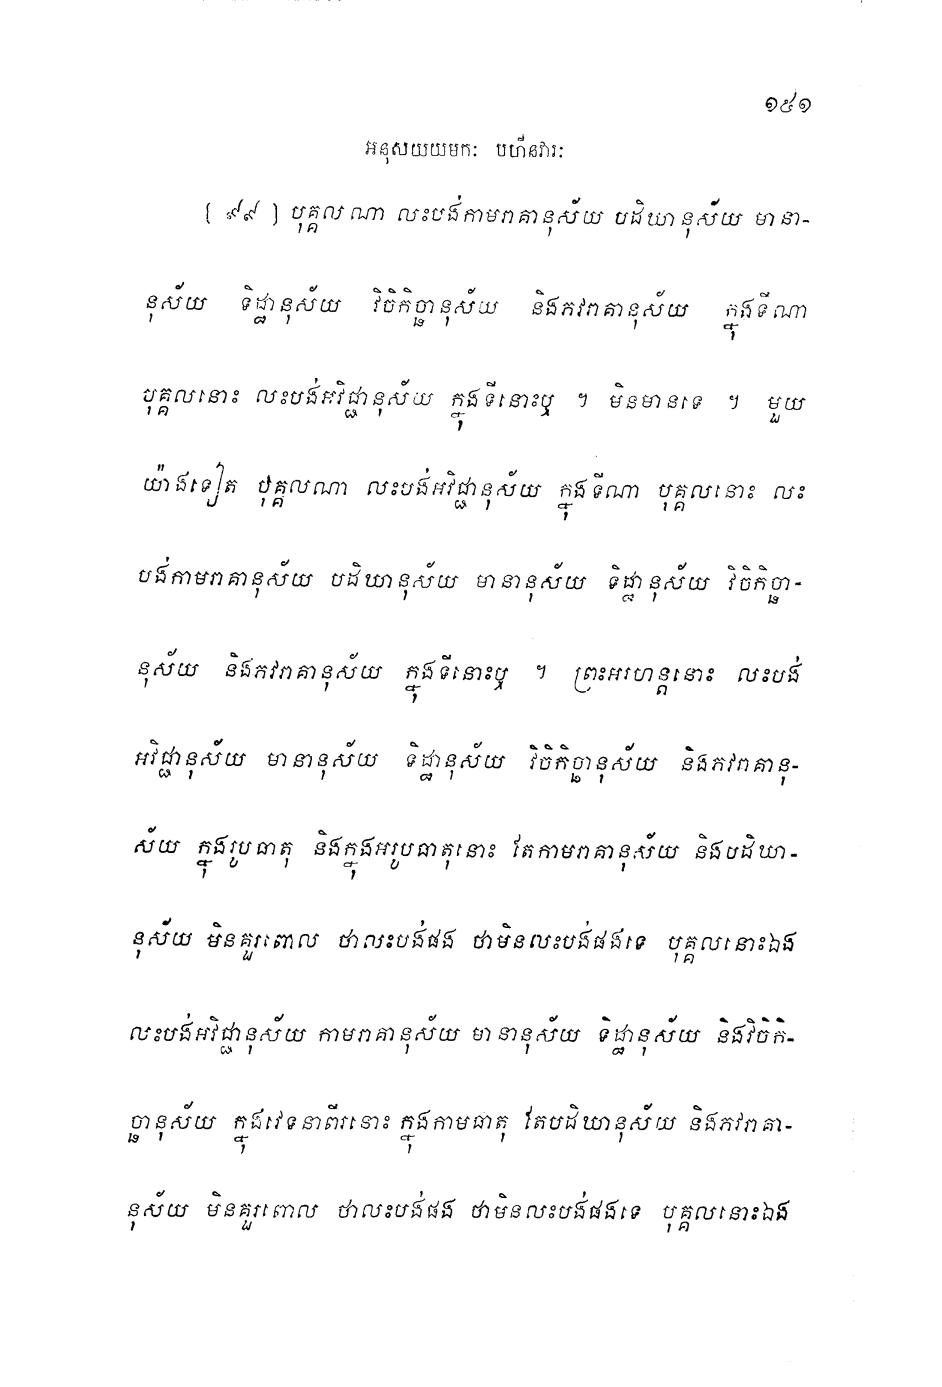 ១៥១
អនុសយយមកៈ បហីនវារៈ
[ ៩៩ ] បុគ្គលណា លះបង់កាមរាគានុស័យ បដិឃានុស័យ មានា-
នុស័យ ទិដ្ឋានុស័យ វិចិកិច្ឆានុស័យ និងភវរាគានុស័យ ក្នុងទីណា
បុគ្គលនោះ លះបង់អវិជ្ជានុស័យ ក្នុងទីនោះឬ ។ មិនមានទេ ។ មួយ
យ៉ាងទៀត បុគ្គលណា លះបង់អវិជ្ជានុស័យ ក្នុងទីណា បុគ្គលនោះ លះ
បង់កាមរាគានុស័យ បដិឃានុស័យ មានានុស័យ ទិដ្ឋានុស័យ វិចិកិច្ឆា-
នុស័យ និងភវរាគានុស័យ ក្នុងទីនោះឬ ។ ព្រះអរហន្តនោះ លះបង់
អវិជ្ជានុស័យ មានានុស័យ ទិដ្ឋានុស័យ វិចិកិច្ឆានុស័យ និងភវរាគានុ-
ស័យ ក្នុងរូបធាតុ និងក្នុងអរូបធាតុនោះ តែកាមរាគានុស័យ និងបដិឃា-
នុស័យ មិនគួរពោល ថាលះបង់ផង ថាមិនលះបង់ផងទេ បុគ្គលនោះឯង
លះបង់អវិជ្ជានុស័យ កាមរាគានុស័យ មានានុស័យ ទិដ្ឋានុស័យ និងវិចិកិ-
ច្ឆានុស័យ ក្នុងវេទនាពីរនោះ ក្នុងកាមធាតុ តែបដិឃានុស័យ និងភវរាគា-
នុស័យ មិនគួរពោល ថាលះបង់ផង ថាមិនលះបង់ផងទេ បុគ្គលនោះឯង